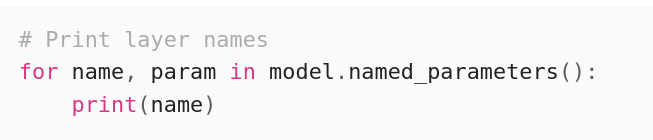 # Print layer names
for name, param in model.named_parameters():
    print(name)